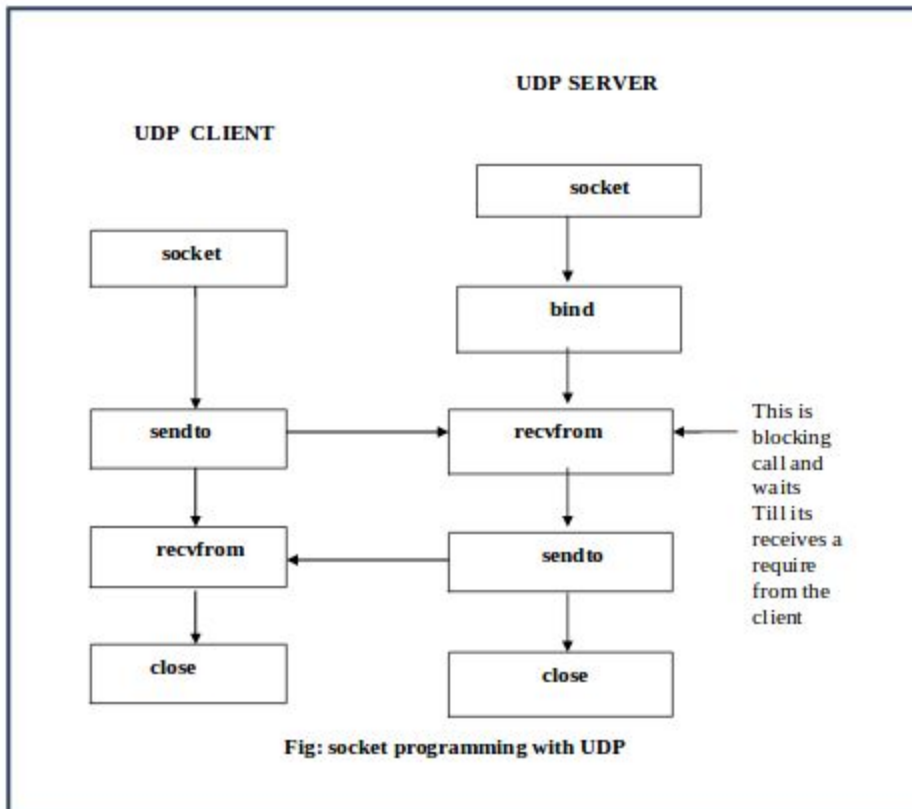 UDP SERVER
UDP CLIENT
socket
socket
bind
sendto
recvfrom
This is
blocking
call and
waits
Till its
receives a
require
from the
client
recvfrom
sendto
close
close
Fig: socket programming with UDP